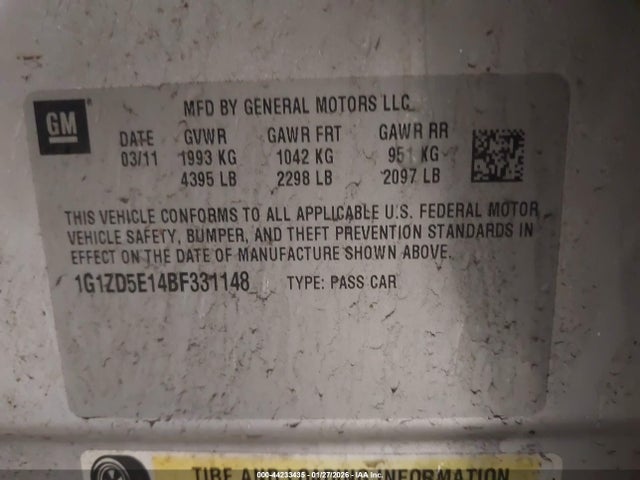 GM
MFD BY GENERAL MOTORS LLC
DATE GVWR GAWR FRT GAWR RR
03/11 1993 KG 1042 KG 951 KG
4395 LB 2298 LB 2097 LB
THIS VEHICLE CONFORMS TO ALL APPLICABLE U.S. FEDERAL MOTOR
VEHICLE SAFETY, BUMPER, AND THEFT PREVENTION STANDARDS IN
EFFECT ON THE DATE OF MANUFACTURE SHOWN ABOVE.
1G1ZD5E14BF331148 TYPE: PASS CAR
TIRE INFORMATION
000-44233435 - 01/27/2026 - IAA Inc.